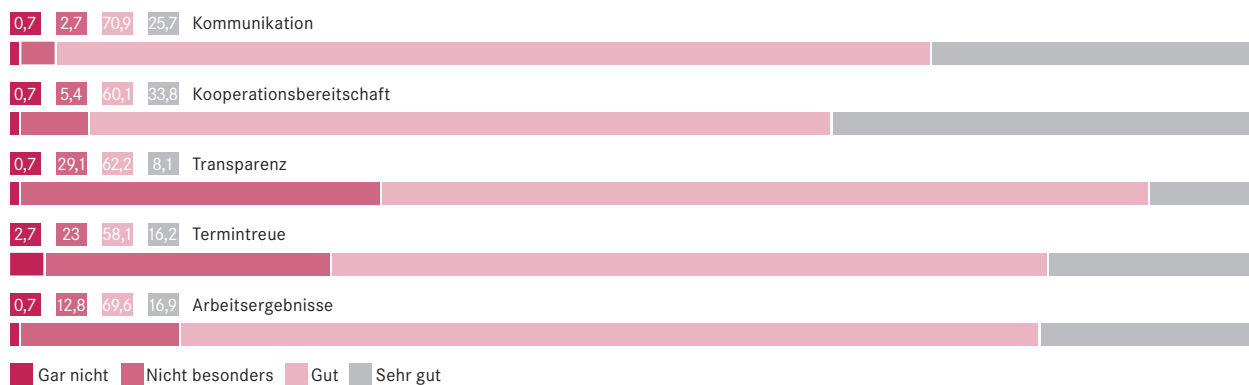 0,7 2,7 70,9 25,7 Kommunikation
0,7 5,4 60,1 33,8 Kooperationsbereitschaft
0,7 29,1 62,2 8,1 Transparenz
2,7 23 58,1 16,2 Termintreue
0,7 12,8 69,6 16,9 Arbeitsergebnisse
Gar nicht Nicht besonders Gut Sehr gut